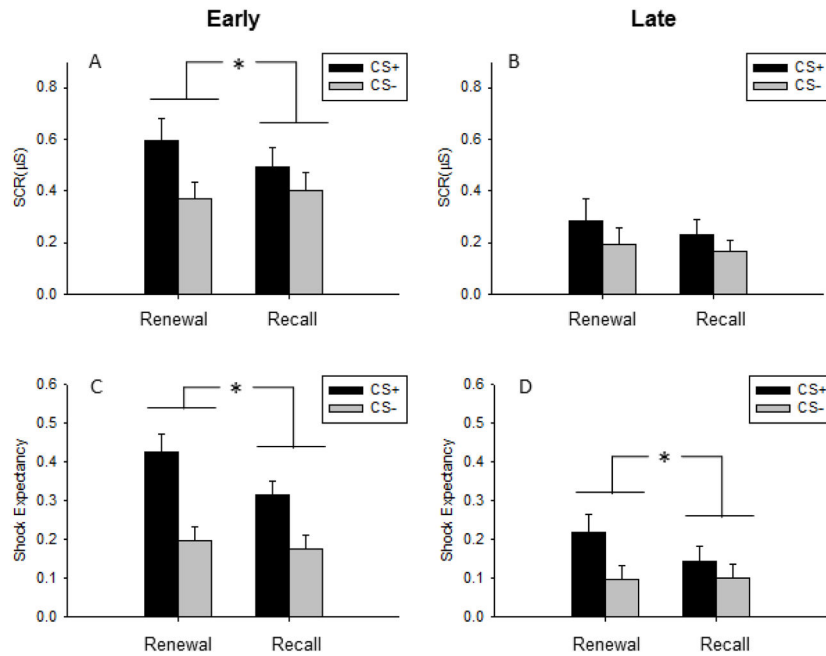 Early
Late
A
*
CS+
CS-
0.8
0.6
0.4
0.2
0.0
SCR(µS)
Renewal
Recall
B
CS+
CS-
0.8
0.6
0.4
0.2
0.0
SCR(µS)
Renewal
Recall
C
*
CS+
CS-
0.6
0.5
0.4
0.3
0.2
0.1
0.0
Shock Expectancy
Renewal
Recall
D
*
CS+
CS-
0.6
0.5
0.4
0.3
0.2
0.1
0.0
Shock Expectancy
Renewal
Recall